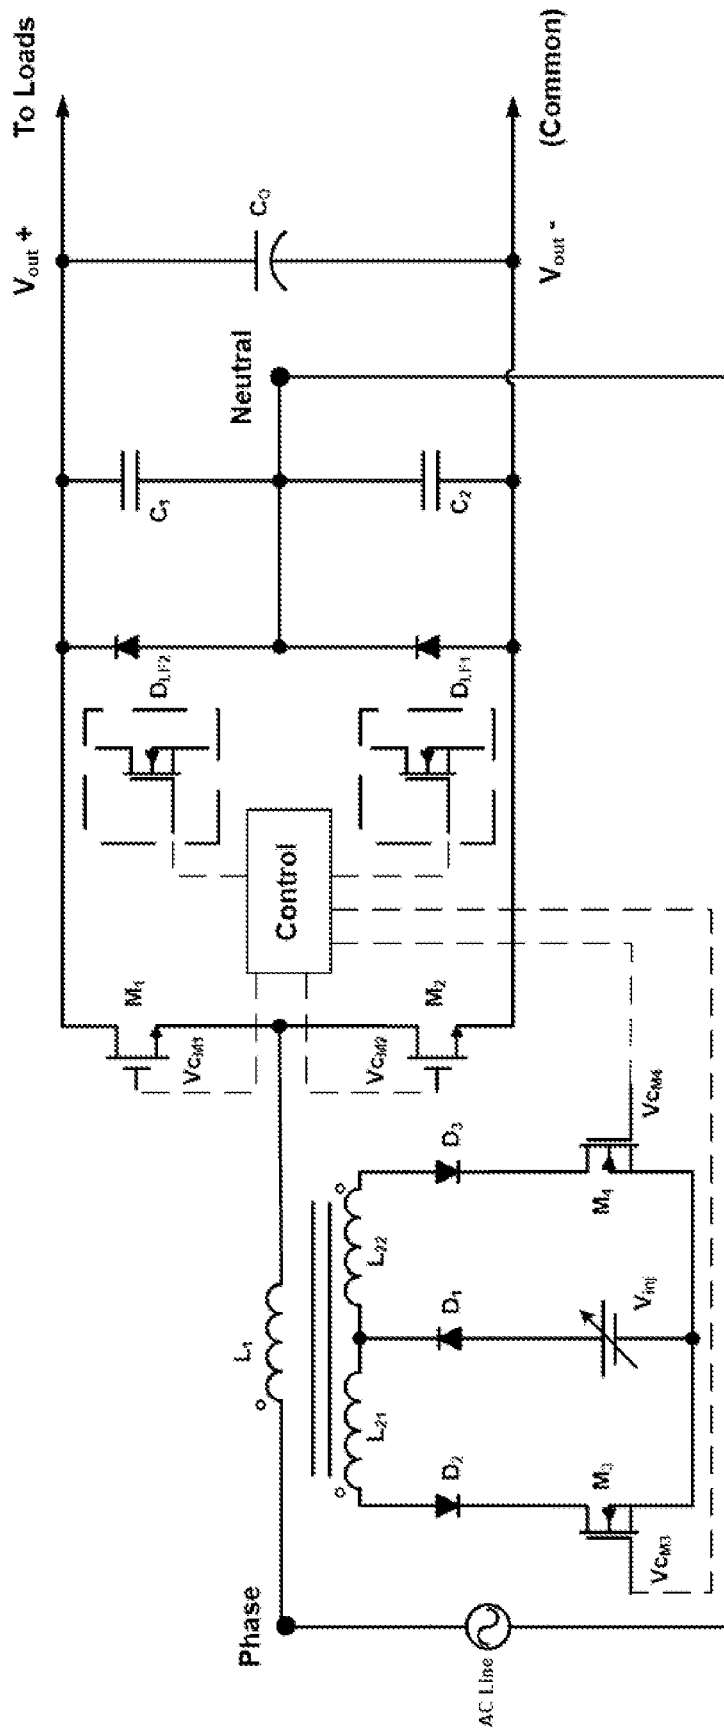 To Loads
V_out +
C_O
V_out -
(Common)
Neutral
C_1
C_2
D_LF2
D_LF1
Control
M_1
M_2
Vc_M1
Vc_M2
Vc_M4
M_4
D_3
L_22
L_1
D_1
V_inj
L_21
D_2
M_3
Vc_M3
Phase
AC Line